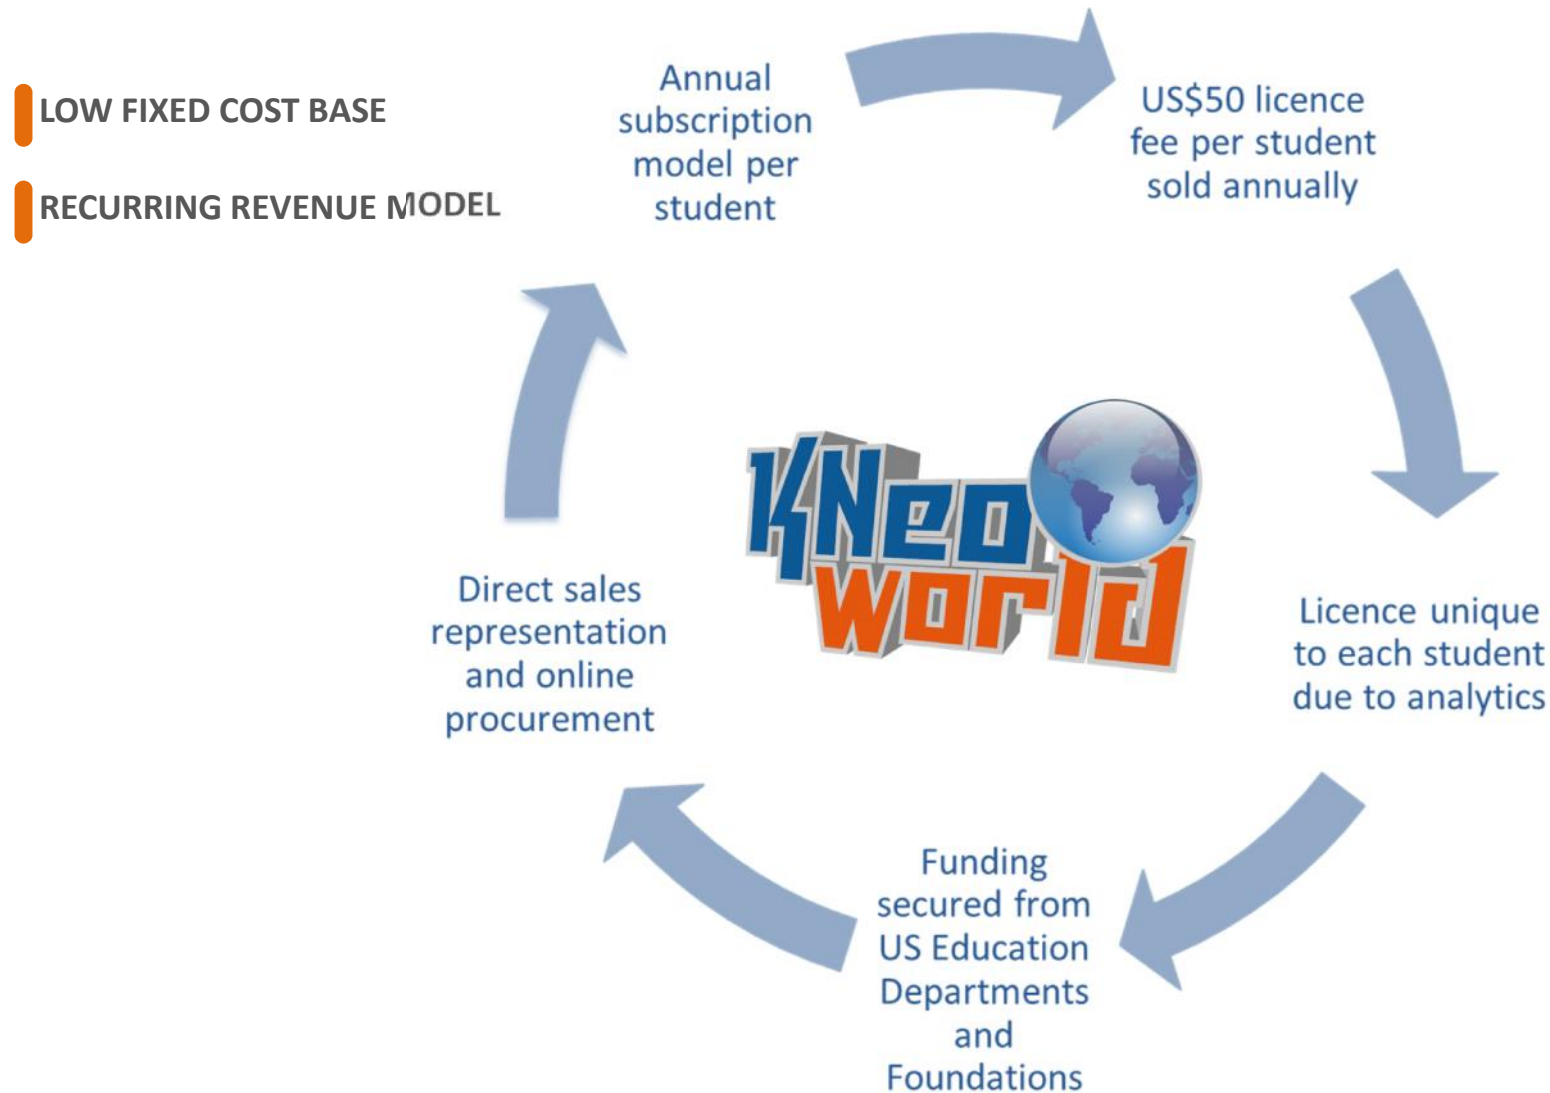 LOW FIXED COST BASE
RECURRING REVENUE MODEL
Annual
subscription
model per
student
US$50 licence
fee per student
sold annually
Licence unique
to each student
due to analytics
Funding
secured from
US Education
Departments
and
Foundations
Direct sales
representation
and online
procurement
KNeo
world